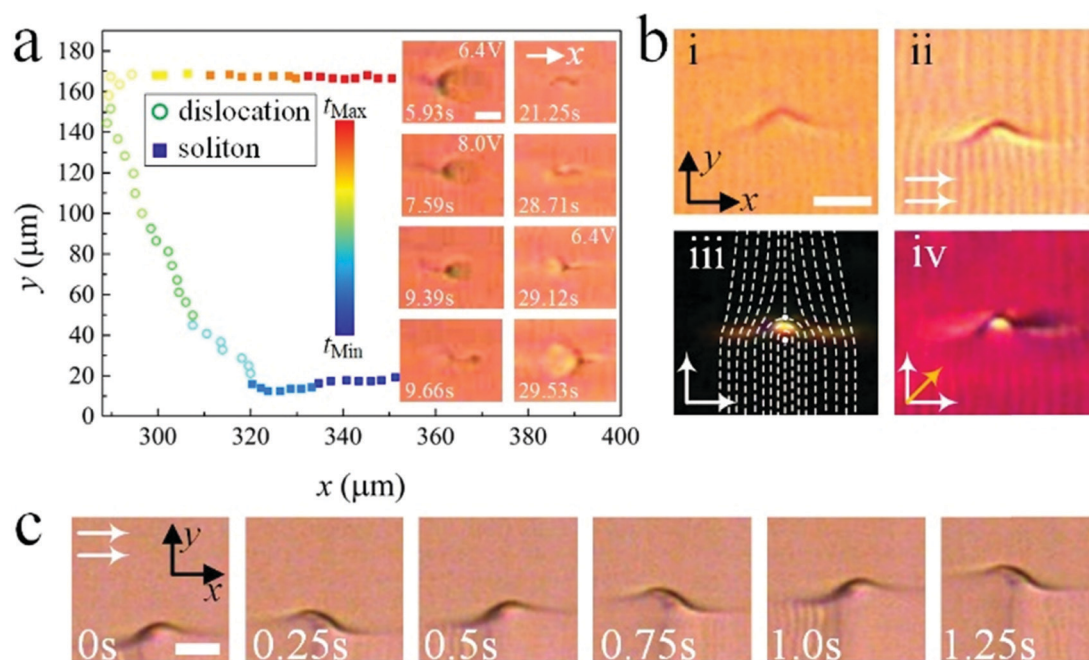 a
180
160
140
120
100
80
60
40
20
0
y (μm)
300
320
340
360
380
400
x (μm)
dislocation
soliton
tMax
tMin
6.4V
5.93s
x
21.25s
8.0V
7.59s
28.71s
9.39s
6.4V
29.12s
9.66s
29.53s
b
i
y
x
ii
iii
iv
c
y
x
0s
0.25s
0.5s
0.75s
1.0s
1.25s